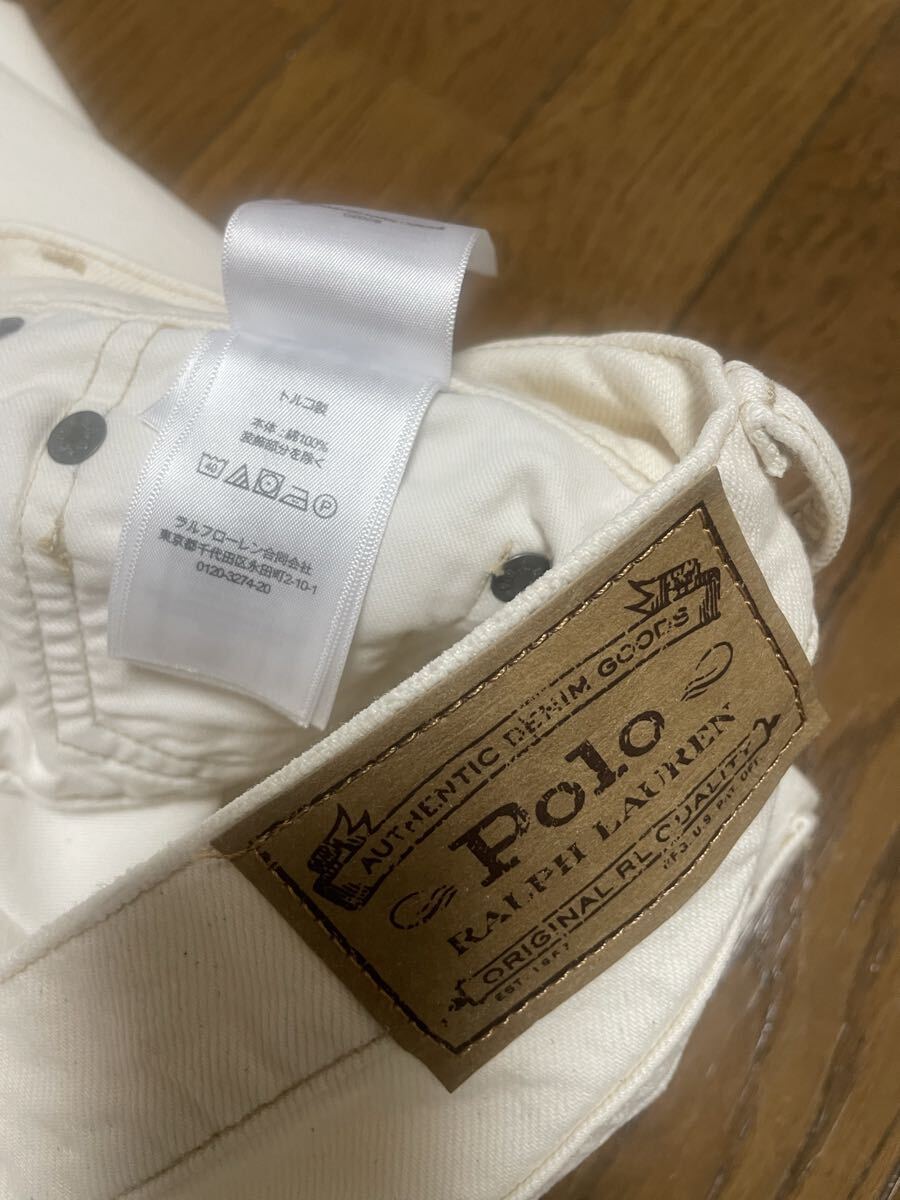 トルコ製
本体 : 綿100%
変飾部分を除く
40
P
ラルフローレン合同会社
東京都千代田区永田町2-10-1
0120-3274-20
AUTHENTIC DENIM GOODS
Polo
RALPH LAUREN
ORIGINAL RL QUALITY
EST. 1967
U.S. PAT. OFF.